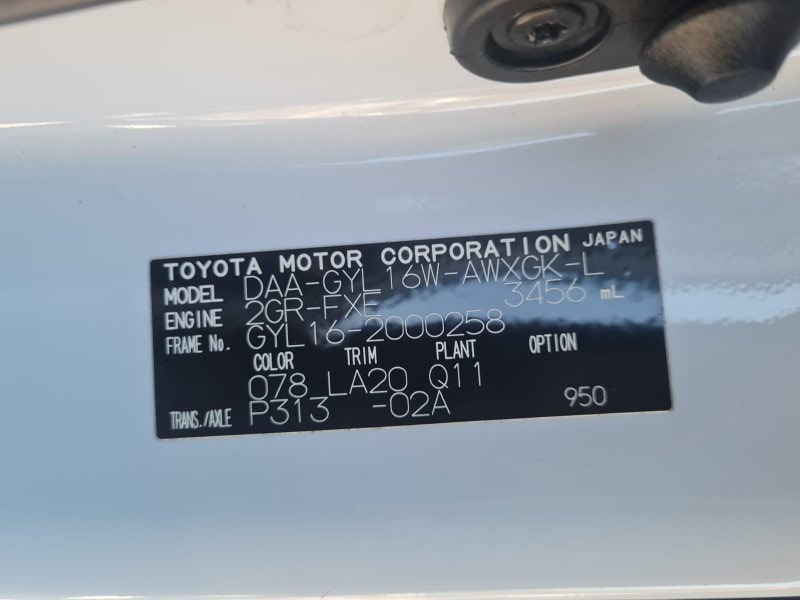 TOYOTA MOTOR CORPORATION JAPAN
MODEL DAA-GYL16W-AWXGK-L
ENGINE 2GR-FXE 3456 mL
FRAME No. GYL16-2000258
COLOR TRIM PLANT OPTION
078 LA20 Q11
TRANS./AXLE P313 -02A 950